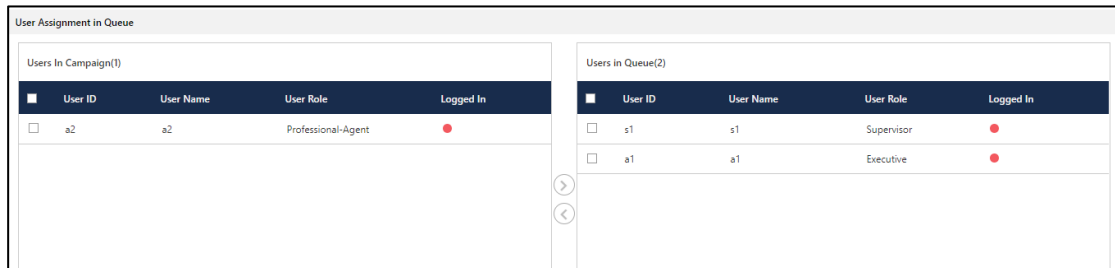 User Assignment in Queue
Users In Campaign(1)
User ID User Name User Role Logged In
a2 a2 Professional-Agent
Users in Queue(2)
User ID User Name User Role Logged In
s1 s1 Supervisor
a1 a1 Executive